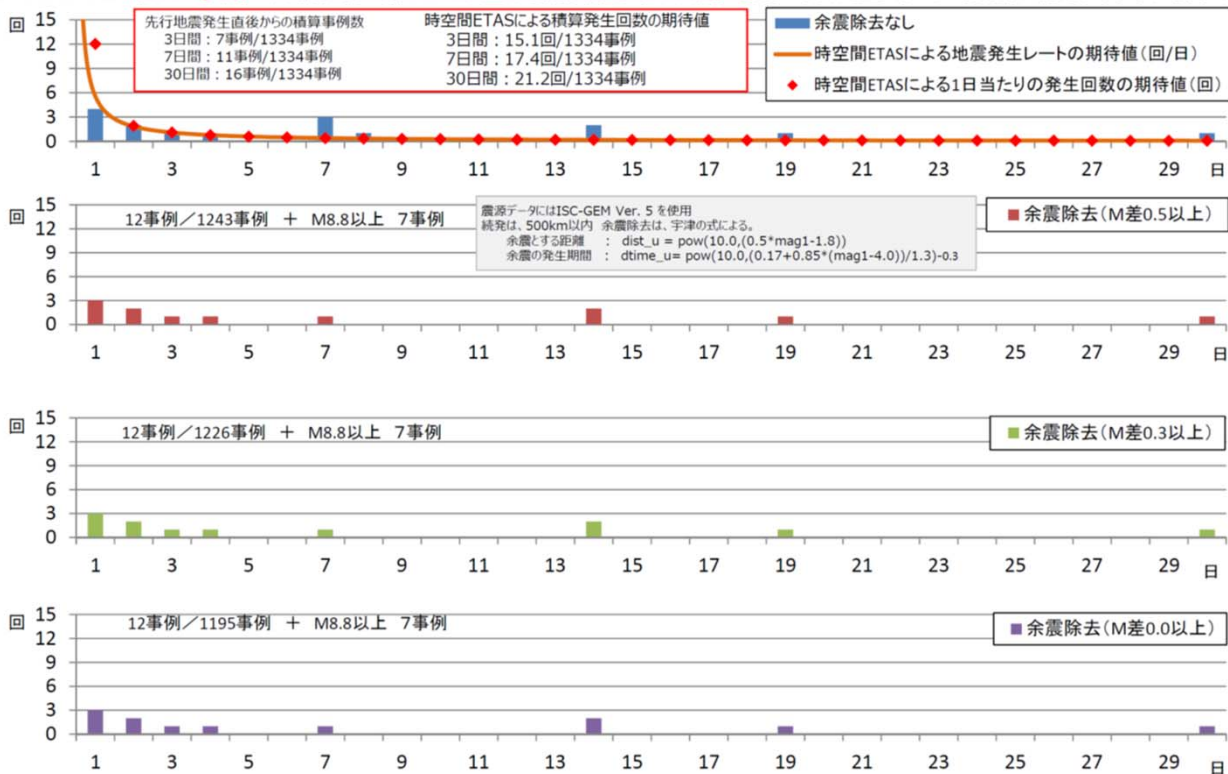 回 15
12
9
6
3
0
先行地震発生直後からの積算事例数
3日間：7事例/1334事例
7日間：11事例/1334事例
30日間：16事例/1334事例
時空間ETASによる積算発生回数の期待値
3日間：15.1回/1334事例
7日間：17.4回/1334事例
30日間：21.2回/1334事例
余震除去なし
時空間ETASによる地震発生レートの期待値（回/日）
時空間ETASによる1日当たりの発生回数の期待値（回）
1 3 5 7 9 11 13 15 17 19 21 23 25 27 29 日
回 15
12
9
6
3
0
12事例／1243事例　＋　M8.8以上　7事例
震源データにはISC-GEM Ver. 5 を使用
続発は、500km以内　余震除去は、宇津の式による。
余震とする距離　：　dist_u = pow(10.0,(0.5*mag1-1.8))
余震の発生期間　：　dtime_u= pow(10.0,(0.17+0.85*(mag1-4.0))/1.3)-0.3
余震除去（M差0.5以上）
1 3 5 7 9 11 13 15 17 19 21 23 25 27 29 日
回 15
12
9
6
3
0
12事例／1226事例　＋　M8.8以上　7事例
余震除去（M差0.3以上）
1 3 5 7 9 11 13 15 17 19 21 23 25 27 29 日
回 15
12
9
6
3
0
12事例／1195事例　＋　M8.8以上　7事例
余震除去（M差0.0以上）
1 3 5 7 9 11 13 15 17 19 21 23 25 27 29 日